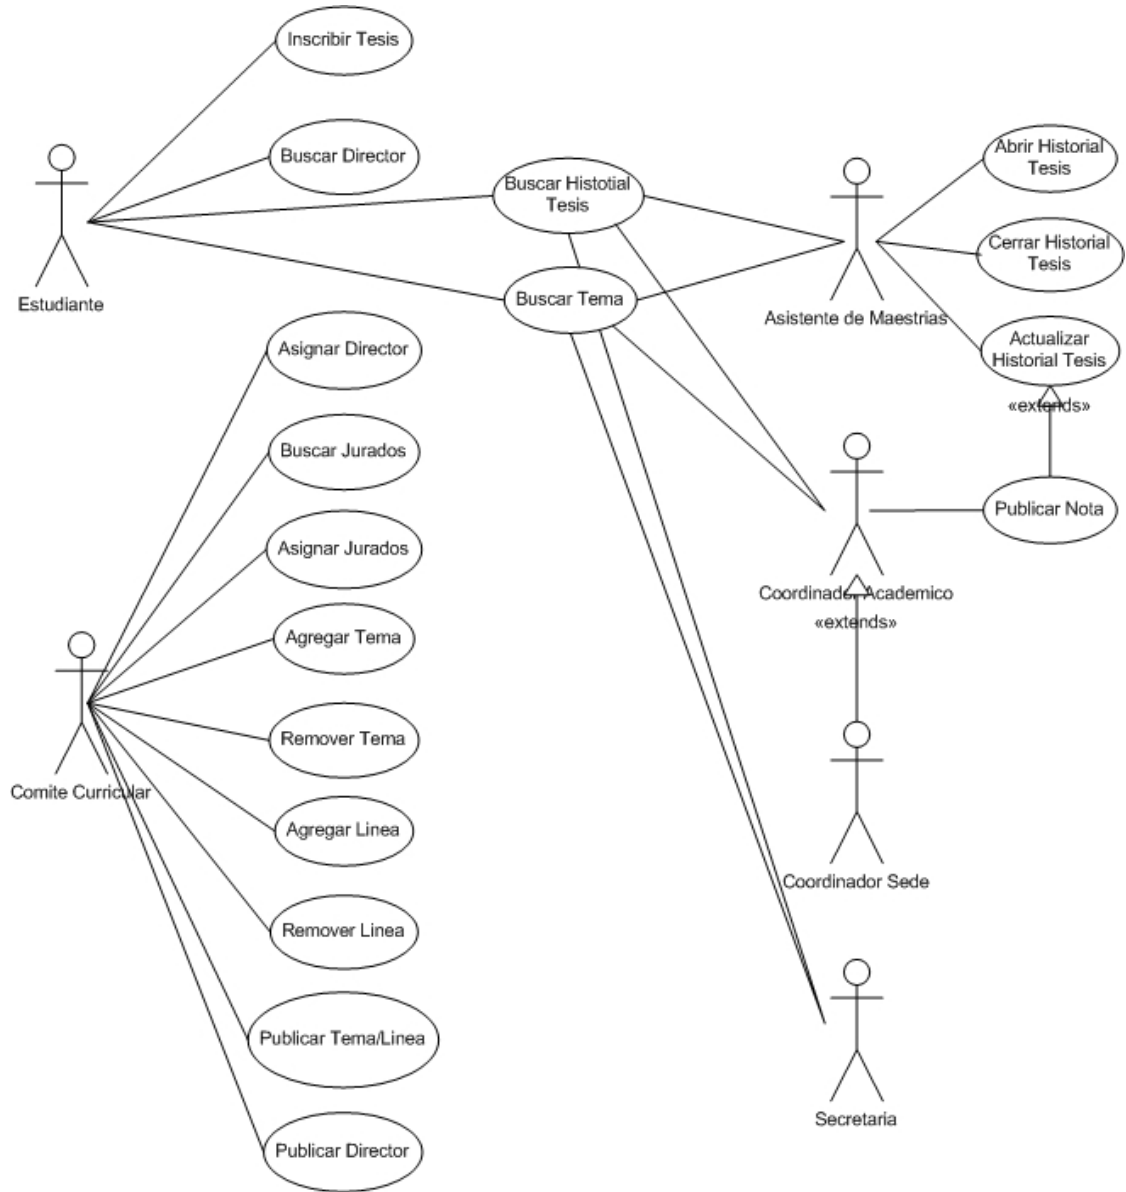 Inscribir Tesis
Buscar Director
Buscar Histotial
Tesis
Abrir Historial
Tesis
Cerrar Historial
Tesis
Estudiante
Buscar Tema
Asistente de Maestrias
Actualizar
Historial Tesis
«extends»
Asignar Director
Buscar Jurados
Publicar Nota
Asignar Jurados
Coordinador Academico
«extends»
Agregar Tema
Remover Tema
Comite Curricular
Agregar Linea
Coordinador Sede
Remover Linea
Publicar Tema/Linea
Secretaria
Publicar Director